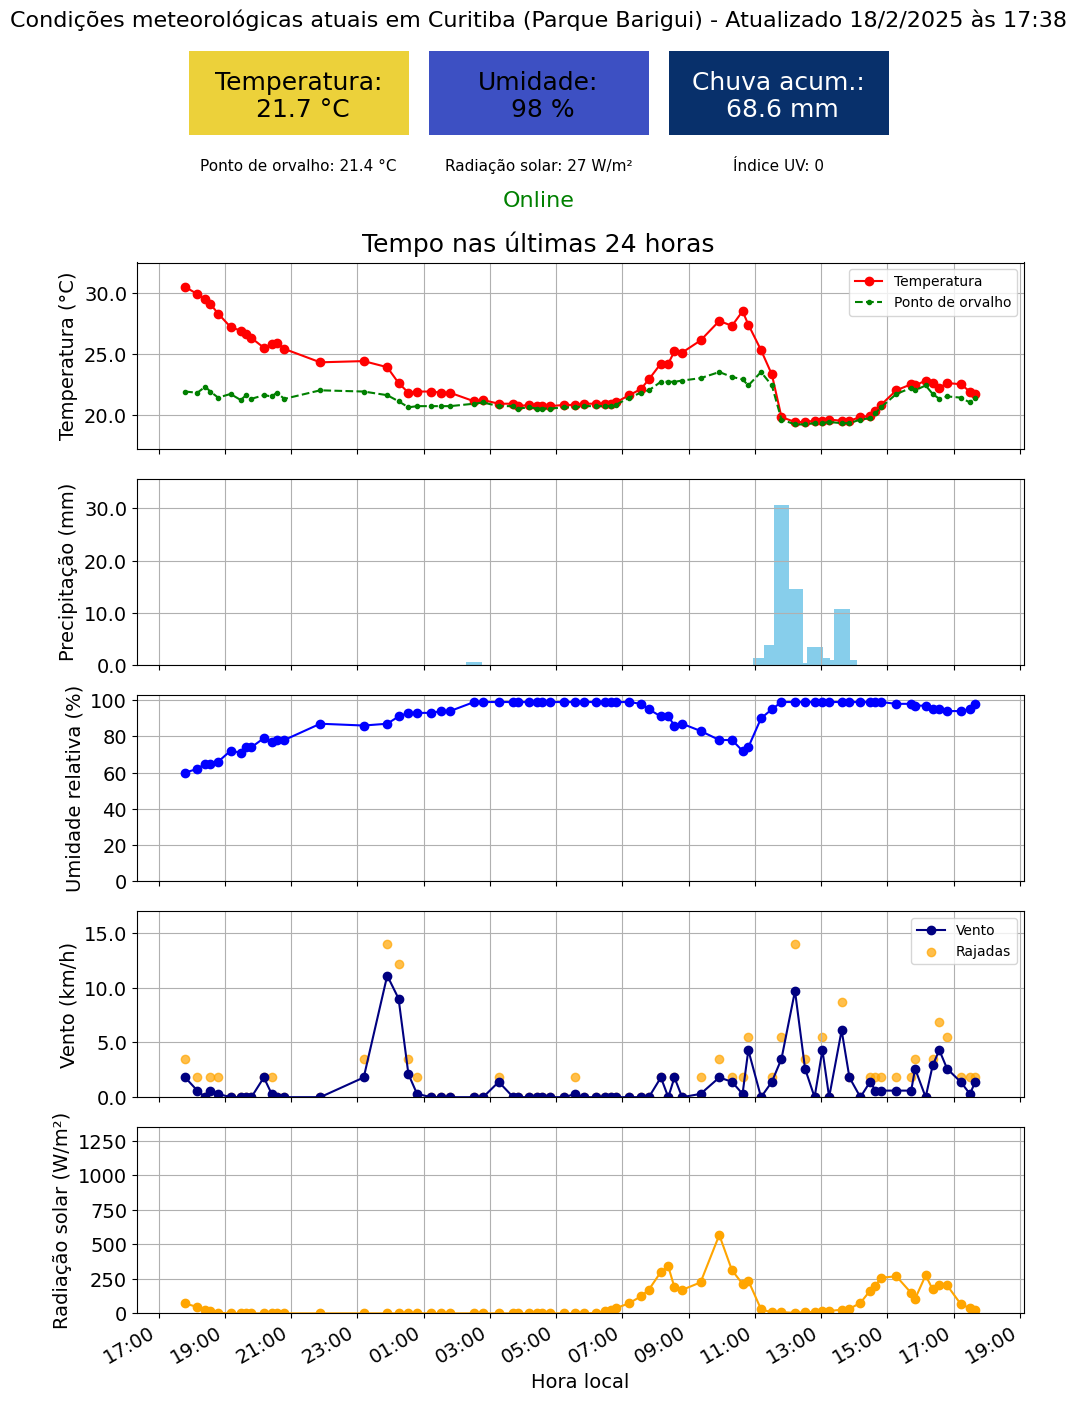 Condições meteorológicas atuais em Curitiba (Parque Barigui) - Atualizado 18/2/2025 às 17:38
Temperatura:
21.7 °C
Umidade:
98 %
Chuva acum.:
68.6 mm
Ponto de orvalho: 21.4 °C
Radiação solar: 27 W/m²
Índice UV: 0
Online
Tempo nas últimas 24 horas
Temperatura (°C)
30.0
25.0
20.0
Temperatura
Ponto de orvalho
Precipitação (mm)
30.0
20.0
10.0
0.0
Umidade relativa (%)
100
80
60
40
20
0
Vento (km/h)
15.0
10.0
5.0
0.0
Vento
Rajadas
Radiação solar (W/m²)
1250
1000
750
500
250
0
17:00
19:00
21:00
23:00
01:00
03:00
05:00
07:00
09:00
11:00
13:00
15:00
17:00
19:00
Hora local